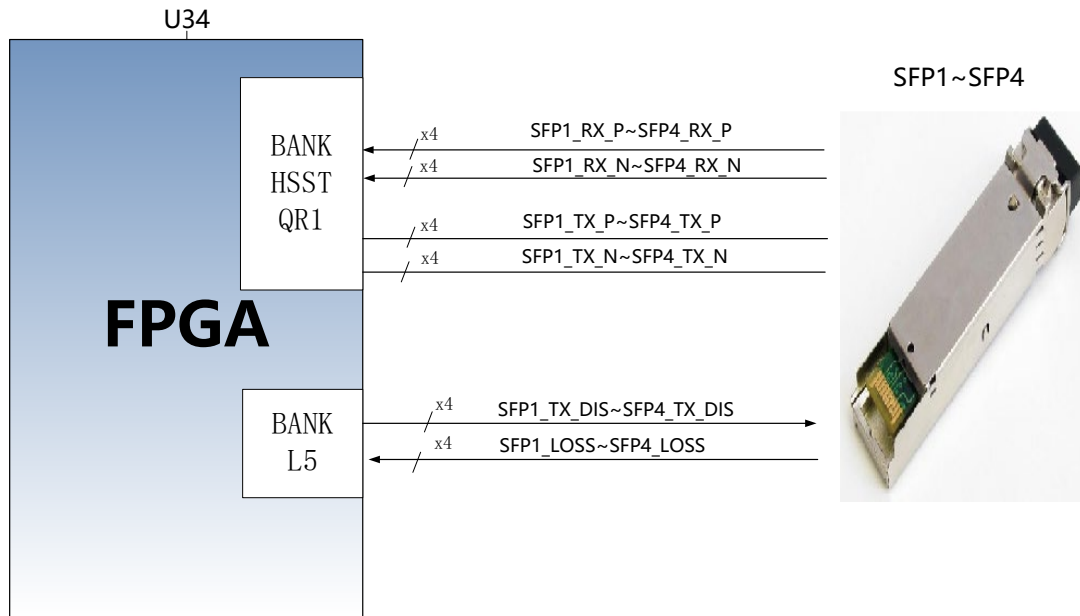 U34
SFP1~SFP4
BANK
HSST
QR1
x4
SFP1_RX_P~SFP4_RX_P
x4
SFP1_RX_N~SFP4_RX_N
x4
SFP1_TX_P~SFP4_TX_P
x4
SFP1_TX_N~SFP4_TX_N
FPGA
BANK
L5
x4
SFP1_TX_DIS~SFP4_TX_DIS
x4
SFP1_LOSS~SFP4_LOSS